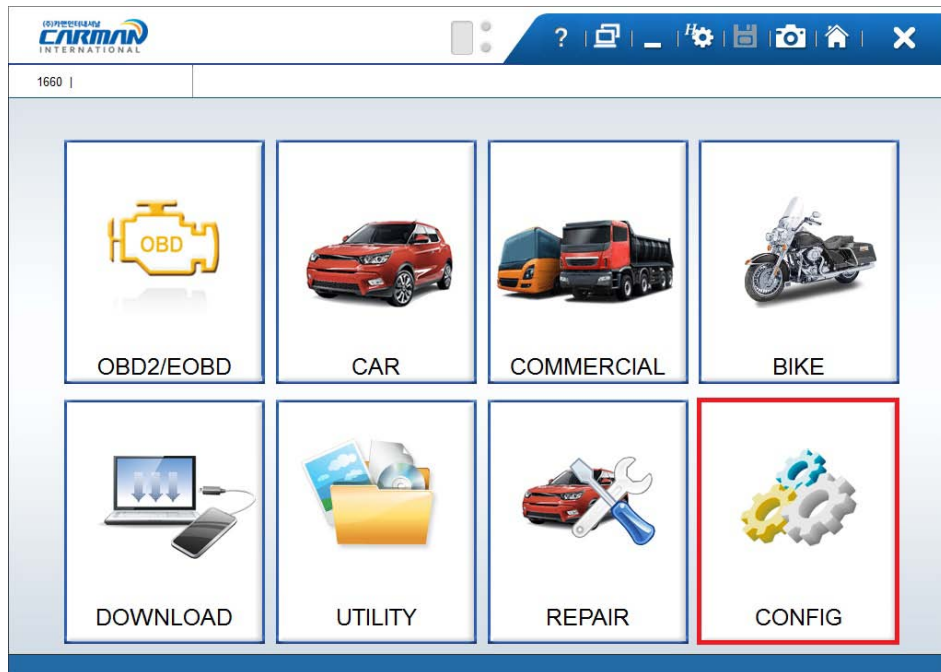 (주)카맨인터내셔날
CARMAN
INTERNATIONAL
?
H
1660 |
OBD
OBD2/EOBD
CAR
COMMERCIAL
BIKE
DOWNLOAD
UTILITY
REPAIR
CONFIG